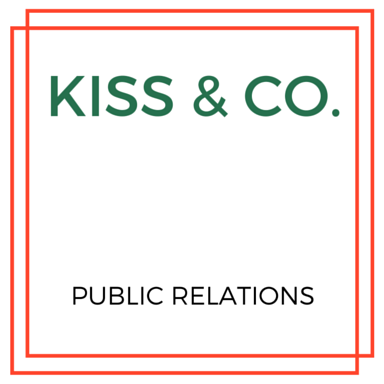 KISS & CO.
PUBLIC RELATIONS